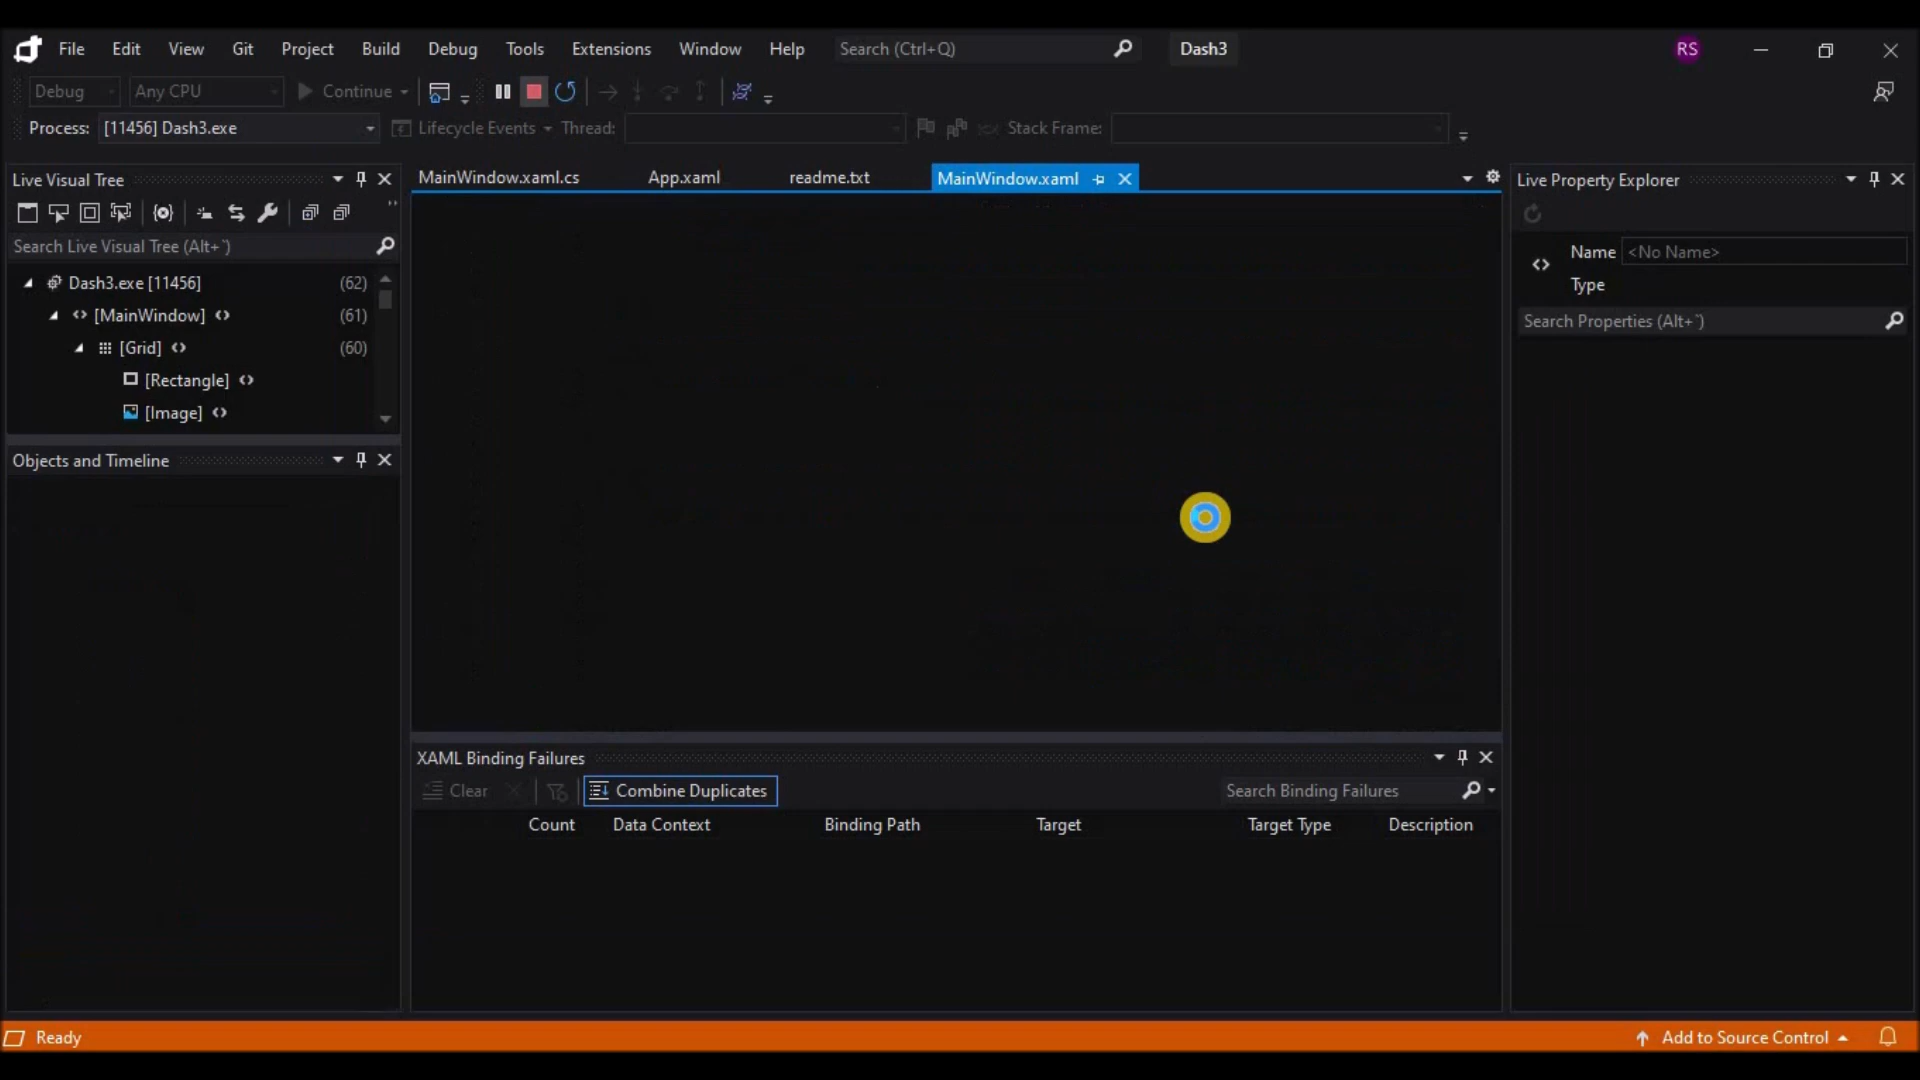 File Edit View Git Project Build Debug Tools Extensions Window Help Search (Ctrl+Q) Dash3 RS
Debug Any CPU Continue
Process: [11456] Dash3.exe Lifecycle Events Thread: Stack Frame:
Live Visual Tree
Search Live Visual Tree (Alt+`)
Dash3.exe [11456] (62)
[MainWindow] (61)
[Grid] (60)
[Rectangle]
[Image]
Objects and Timeline
MainWindow.xaml.cs App.xaml readme.txt MainWindow.xaml
XAML Binding Failures
Clear Combine Duplicates Search Binding Failures
Count Data Context Binding Path Target Target Type Description
Live Property Explorer
Name <No Name>
Type
Search Properties (Alt+`)
Ready Add to Source Control